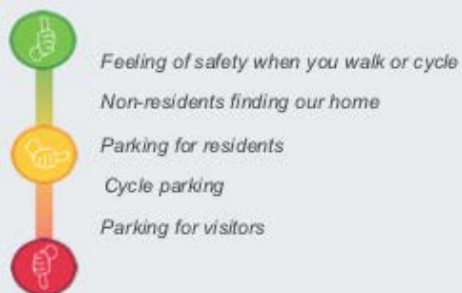 Feeling of safety when you walk or cycle
Non-residents finding our home
Parking for residents
Cycle parking
Parking for visitors